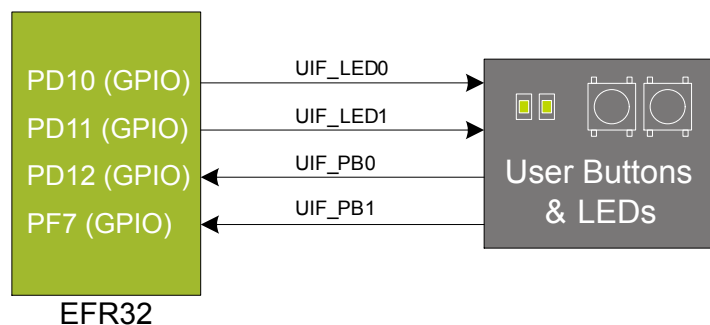 PD10 (GPIO)
PD11 (GPIO)
PD12 (GPIO)
PF7 (GPIO)
EFR32
UIF_LED0
UIF_LED1
UIF_PB0
UIF_PB1
User Buttons
& LEDs